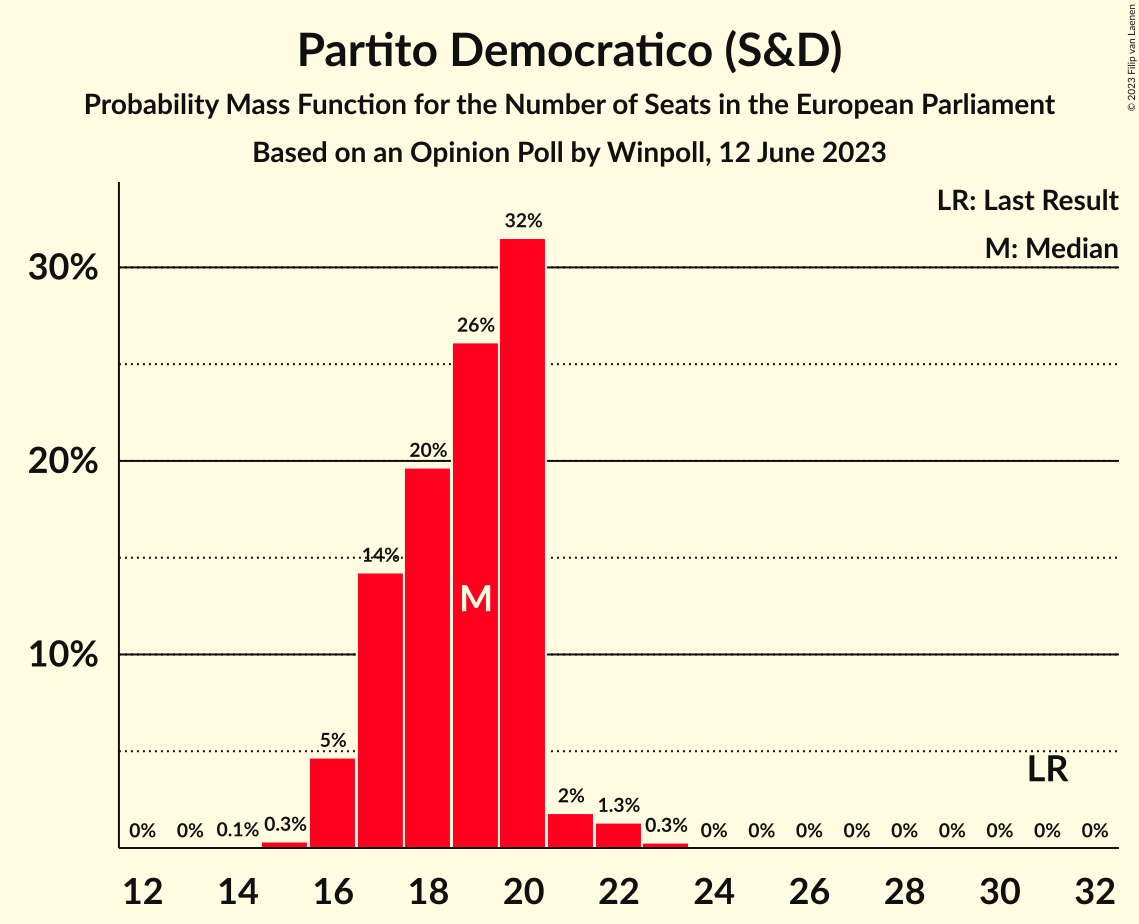 Partito Democratico (S&D)
Probability Mass Function for the Number of Seats in the European Parliament
Based on an Opinion Poll by Winpoll, 12 June 2023
© 2023 Filip van Laenen
LR: Last Result
M: Median
30%
20%
10%
0%
0%
0.1%
0.3%
5%
14%
20%
26%
32%
2%
1.3%
0.3%
0%
0%
0%
0%
0%
0%
0%
0%
0%
M
LR
12 14 16 18 20 22 24 26 28 30 32